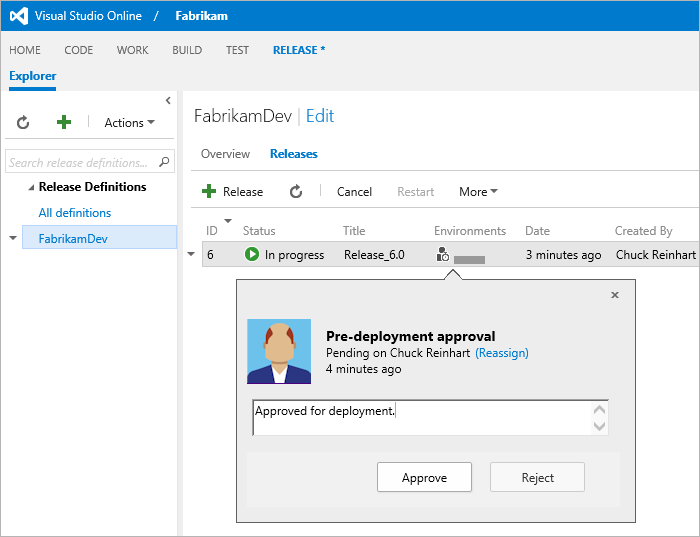 Visual Studio Online / Fabrikam
HOME CODE WORK BUILD TEST RELEASE *
Explorer
Actions
Search release definitions...
Release Definitions
All definitions
FabrikamDev
FabrikamDev | Edit
Overview Releases
Release Cancel Restart More
ID Status Title Environments Date Created By
6 In progress Release_6.0 3 minutes ago Chuck Reinhart
Pre-deployment approval
Pending on Chuck Reinhart (Reassign)
4 minutes ago
Approved for deployment.
Approve Reject